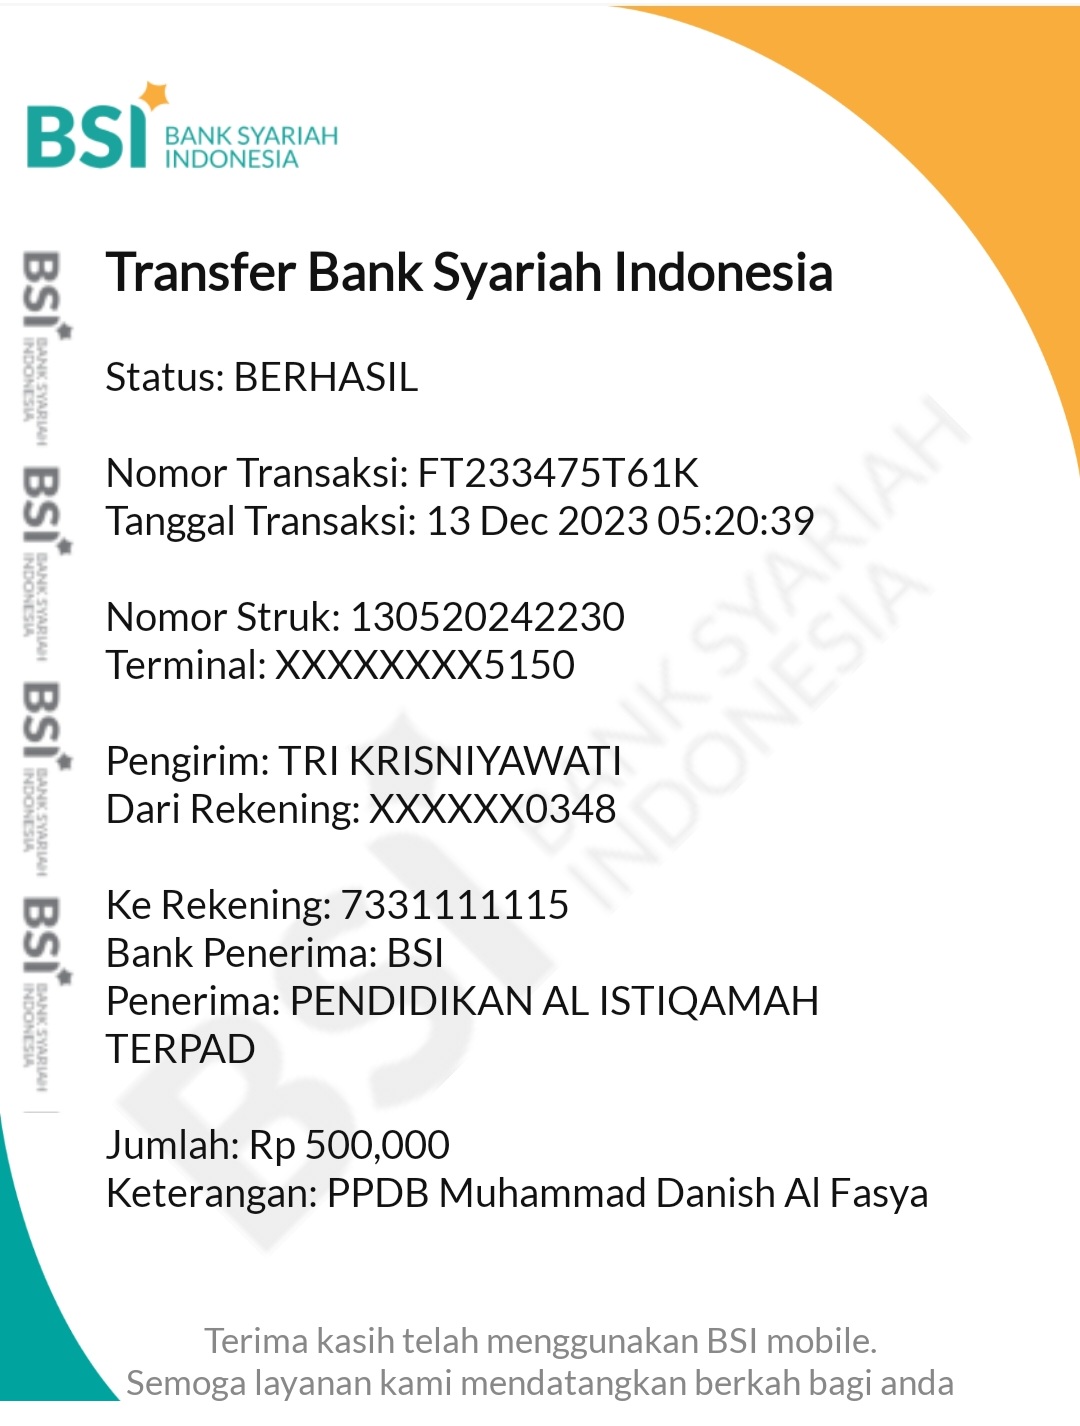 BSI BANK SYARIAH
INDONESIA
Transfer Bank Syariah Indonesia
Status: BERHASIL
Nomor Transaksi: FT233475T61K
Tanggal Transaksi: 13 Dec 2023 05:20:39
Nomor Struk: 130520242230
Terminal: XXXXXXXX5150
Pengirim: TRI KRISNIYAWATI
Dari Rekening: XXXXXX0348
Ke Rekening: 7331111115
Bank Penerima: BSI
Penerima: PENDIDIKAN AL ISTIQAMAH
TERPAD
Jumlah: Rp 500,000
Keterangan: PPDB Muhammad Danish Al Fasya
Terima kasih telah menggunakan BSI mobile.
Semoga layanan kami mendatangkan berkah bagi anda
BSI BANK SYARIAH
INDONESIA
BSI BANK SYARIAH
INDONESIA
BSI BANK SYARIAH
INDONESIA
BSI BANK SYARIAH
INDONESIA
BSI BANK SYARIAH
INDONESIA